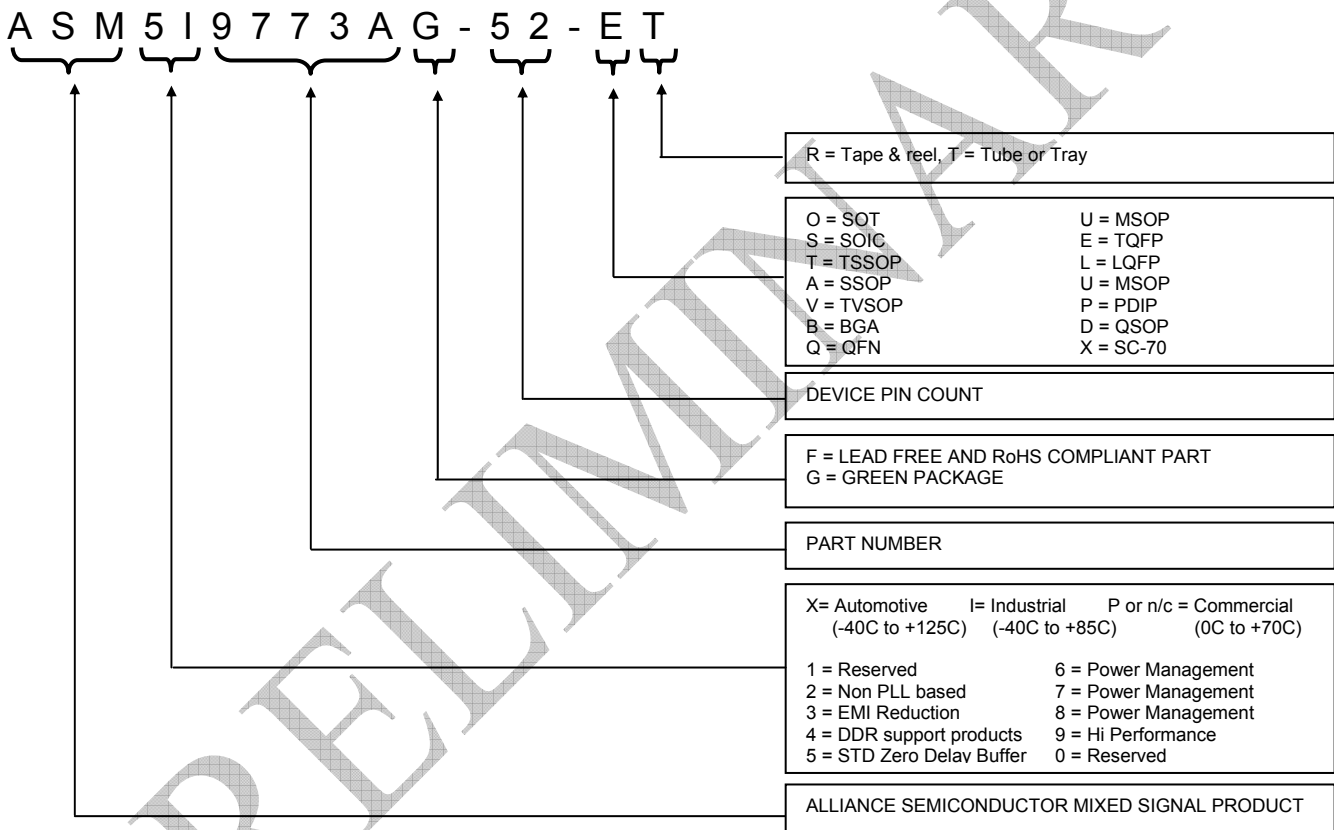 A S M 5 I 9 7 7 3 A G - 5 2 - E T
R = Tape & reel, T = Tube or Tray
O = SOT U = MSOP
S = SOIC E = TQFP
T = TSSOP L = LQFP
A = SSOP U = MSOP
V = TVSOP P = PDIP
B = BGA D = QSOP
Q = QFN X = SC-70
DEVICE PIN COUNT
F = LEAD FREE AND RoHS COMPLIANT PART
G = GREEN PACKAGE
PART NUMBER
X= Automotive I= Industrial P or n/c = Commercial
(-40C to +125C) (-40C to +85C) (0C to +70C)
1 = Reserved 6 = Power Management
2 = Non PLL based 7 = Power Management
3 = EMI Reduction 8 = Power Management
4 = DDR support products 9 = Hi Performance
5 = STD Zero Delay Buffer 0 = Reserved
ALLIANCE SEMICONDUCTOR MIXED SIGNAL PRODUCT
RELIMINAR